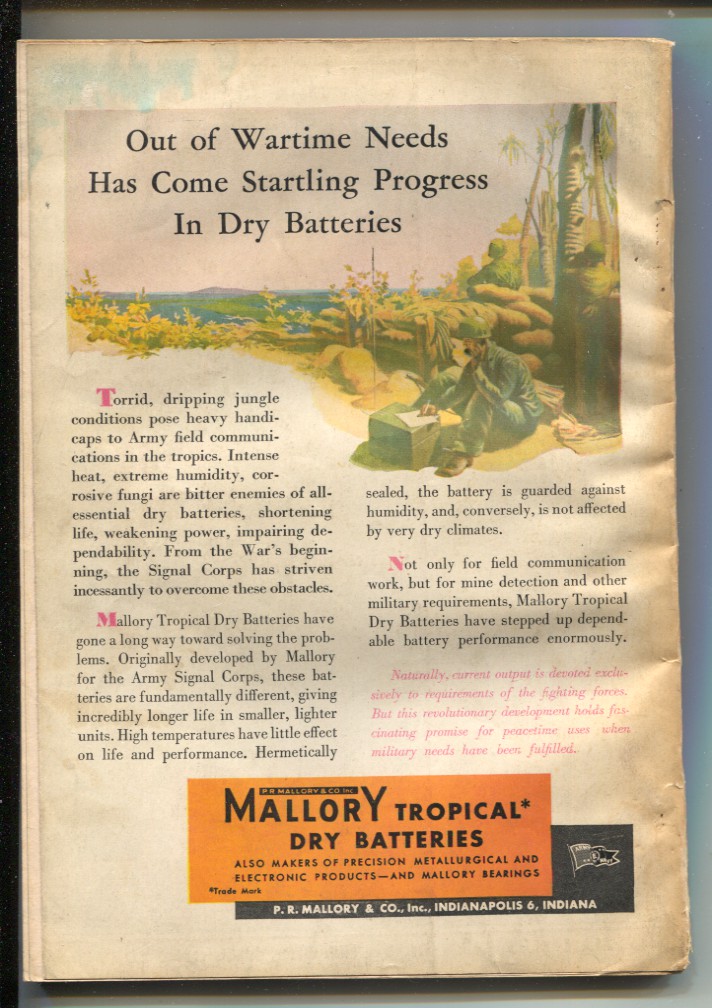 Out of Wartime Needs
Has Come Startling Progress
In Dry Batteries
Torrid, dripping jungle
conditions pose heavy handi-
caps to Army field communi-
cations in the tropics. Intense
heat, extreme humidity, cor-
rosive fungi are bitter enemies of all-
essential dry batteries, shortening
life, weakening power, impairing de-
pendability. From the War's begin-
ning, the Signal Corps has striven
incessantly to overcome these obstacles.
Mallory Tropical Dry Batteries have
gone a long way toward solving the prob-
lems. Originally developed by Mallory
for the Army Signal Corps, these bat-
teries are fundamentally different, giving
incredibly longer life in smaller, lighter
units. High temperatures have little effect
on life and performance. Hermetically
sealed, the battery is guarded against
humidity, and, conversely, is not affected
by very dry climates.
Not only for field communication
work, but for mine detection and other
military requirements, Mallory Tropical
Dry Batteries have stepped up depend-
able battery performance enormously.
Naturally, current output is devoted exclu-
sively to requirements of the fighting forces.
But this revolutionary development holds fas-
cinating promise for peacetime uses when
military needs have been fulfilled.
P. R. MALLORY & CO. Inc.
MALLORY TROPICAL*
DRY BATTERIES
ALSO MAKERS OF PRECISION METALLURGICAL AND
ELECTRONIC PRODUCTS—AND MALLORY BEARINGS
*Trade Mark
ARMY E
P. R. MALLORY & CO., Inc., INDIANAPOLIS 6, INDIANA